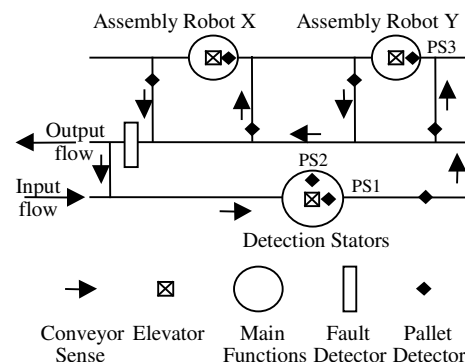 Assembly Robot X
Assembly Robot Y
PS3
Output
flow
PS2
Input
flow
PS1
Detection Stators
Conveyor
Sense
Elevator
Main
Functions
Fault
Detector
Pallet
Detector